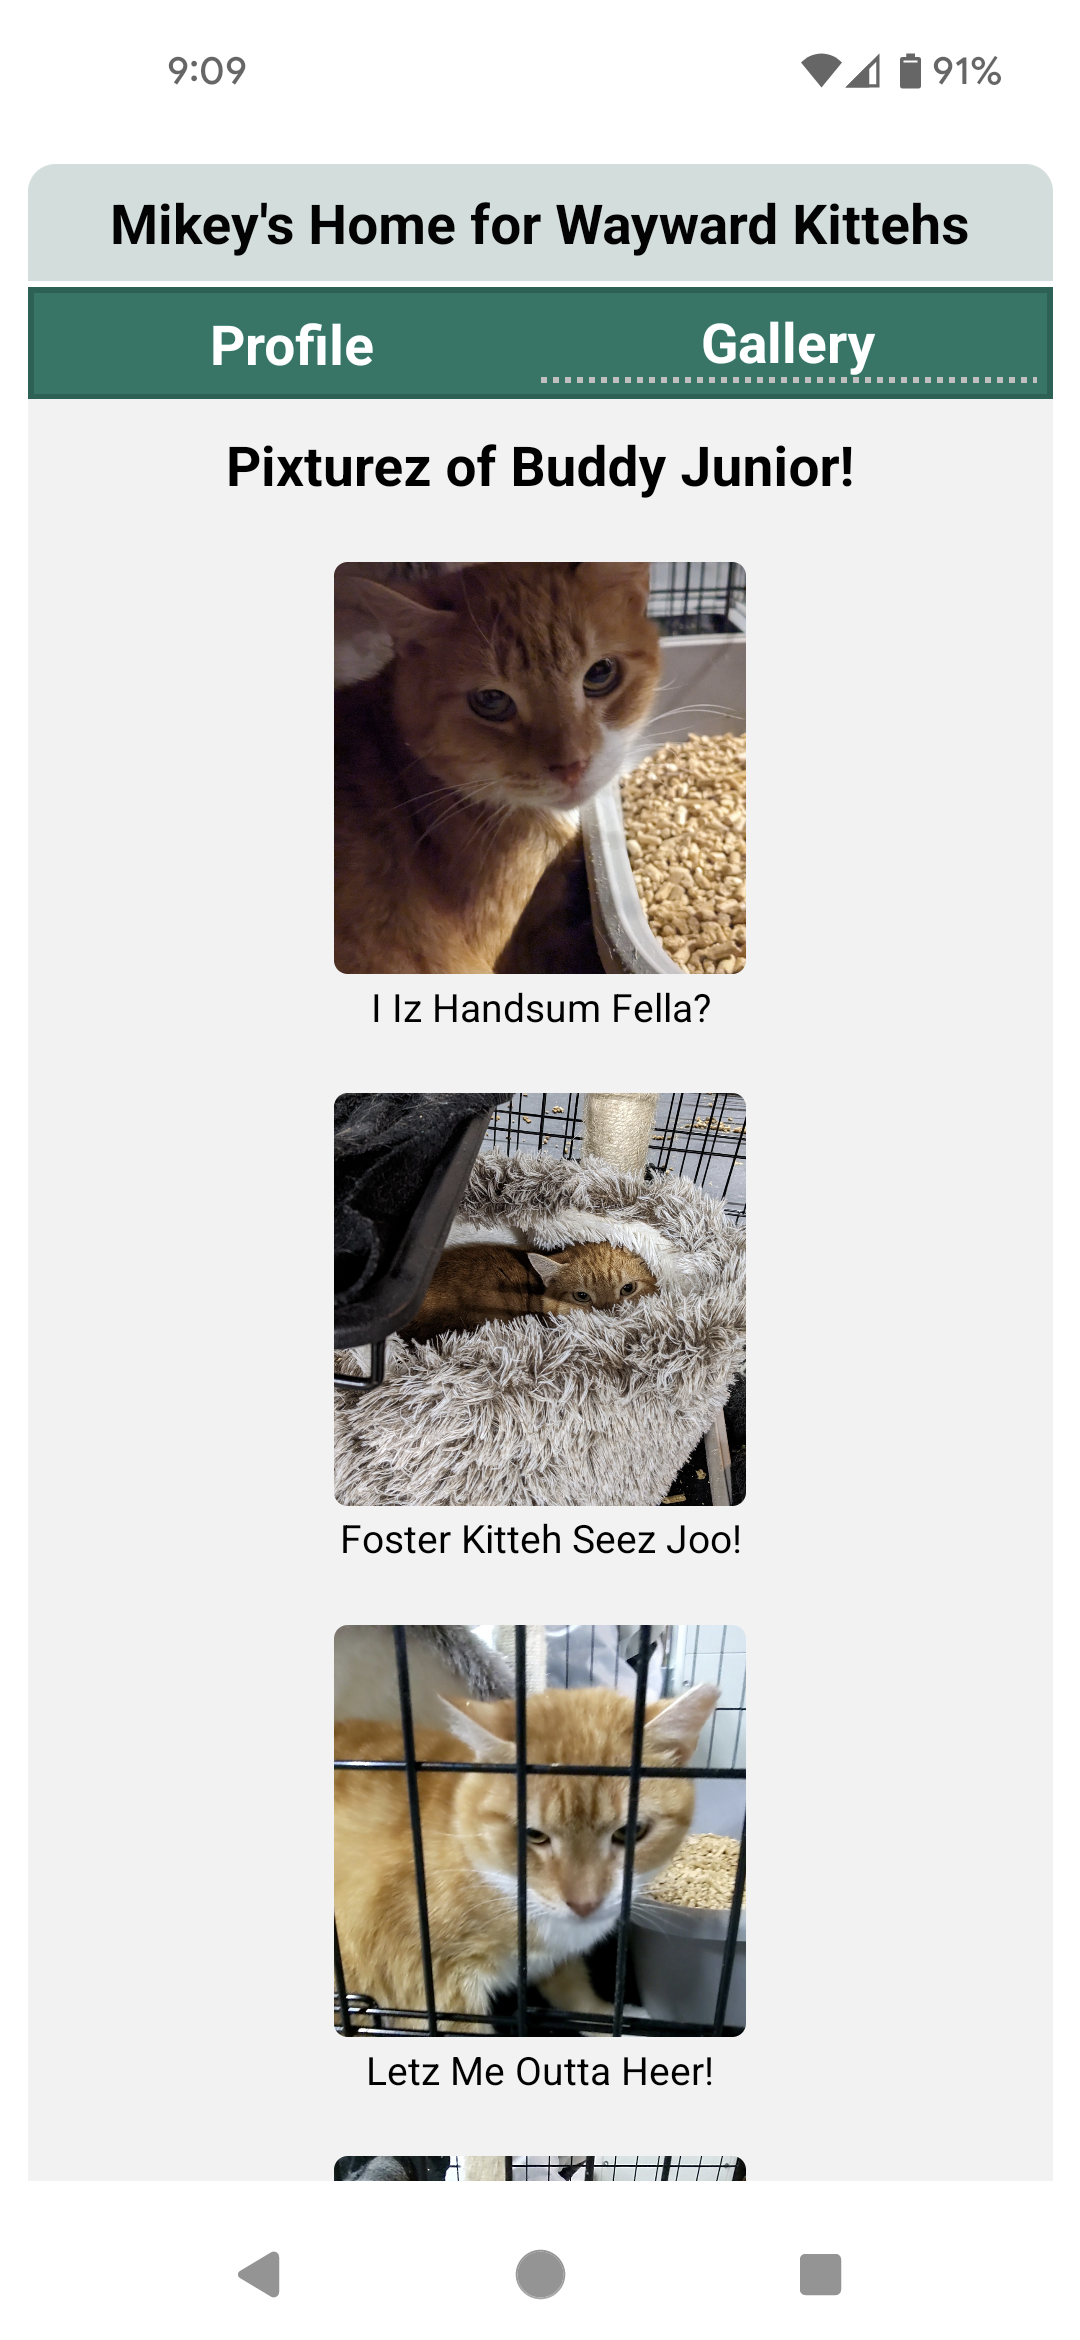 9:09
91%
Mikey's Home for Wayward Kittehs
Profile
Gallery
Pixturez of Buddy Junior!
I Iz Handsum Fella?
Foster Kitteh Seez Joo!
Letz Me Outta Heer!